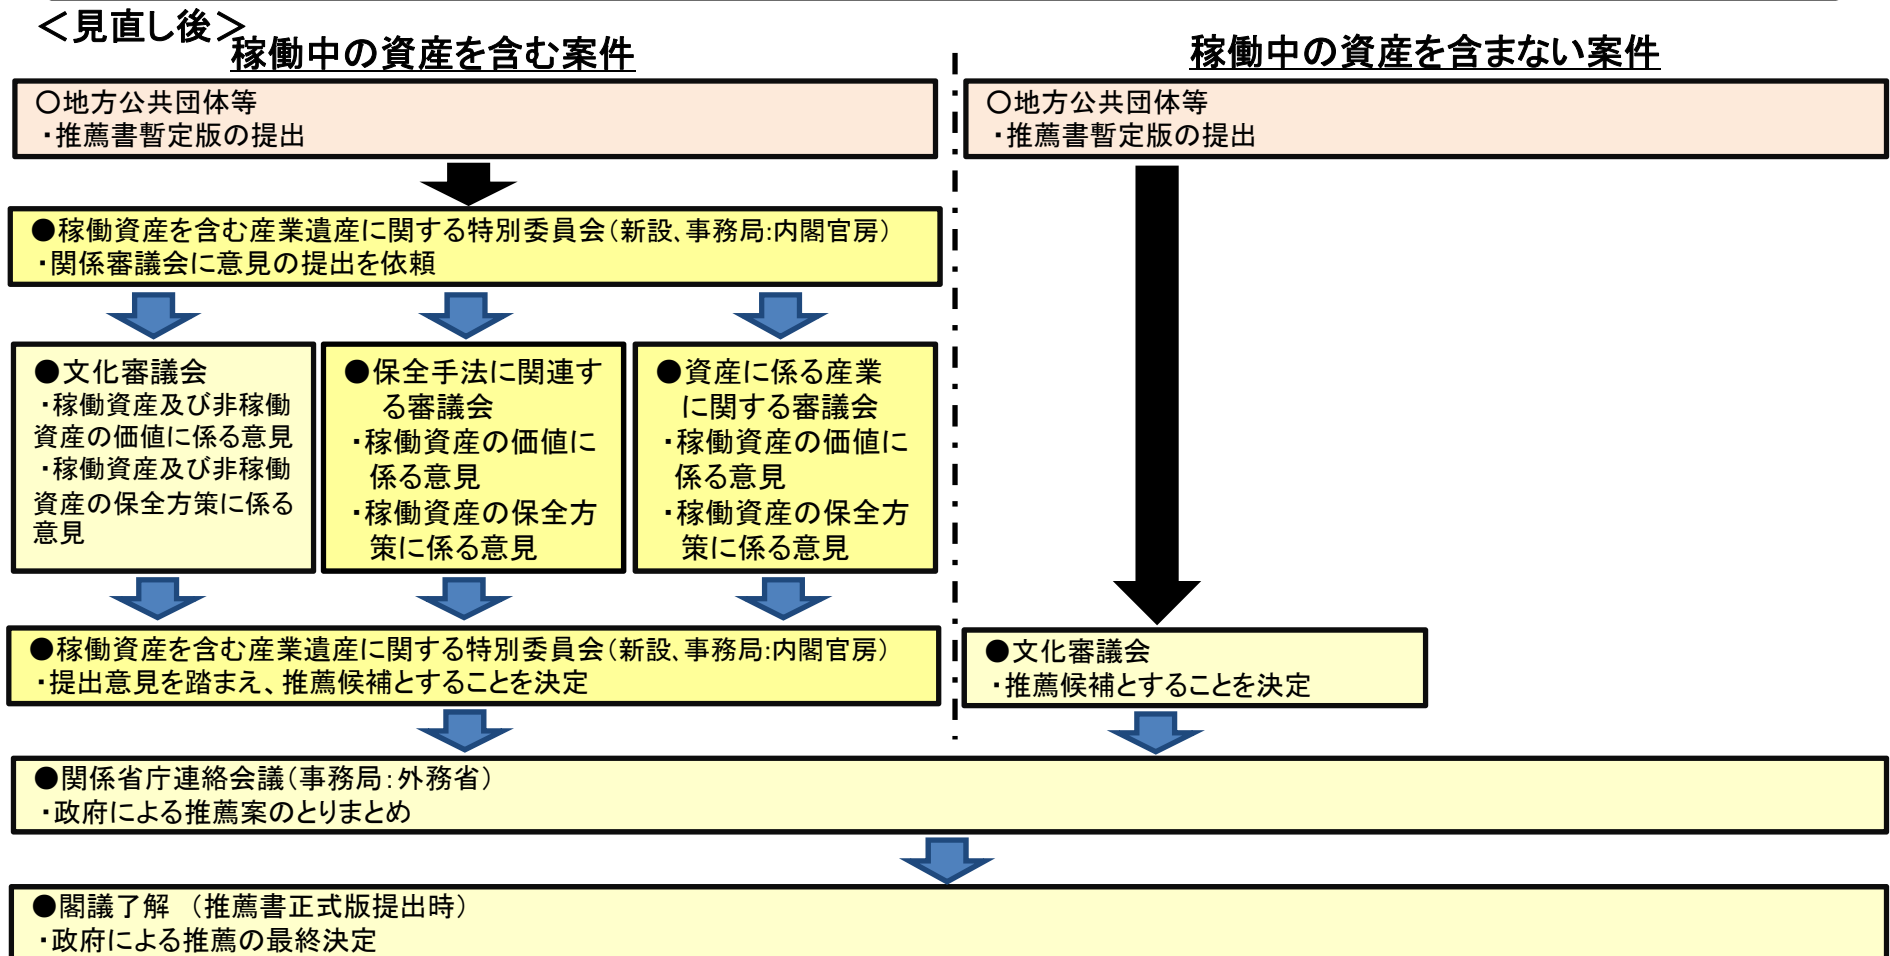 ＜見直し後＞
稼働中の資産を含む案件
〇地方公共団体等
・推薦書暫定版の提出
●稼働資産を含む産業遺産に関する特別委員会（新設、事務局:内閣官房）
・関係審議会に意見の提出を依頼
●文化審議会
・稼働資産及び非稼働
資産の価値に係る意見
・稼働資産及び非稼働
資産の保全方策に係る
意見
●保全手法に関連す
る審議会
・稼働資産の価値に
係る意見
・稼働資産の保全方
策に係る意見
●資産に係る産業
に関する審議会
・稼働資産の価値に
係る意見
・稼働資産の保全方
策に係る意見
●稼働資産を含む産業遺産に関する特別委員会（新設、事務局:内閣官房）
・提出意見を踏まえ、推薦候補とすることを決定
稼働中の資産を含まない案件
〇地方公共団体等
・推薦書暫定版の提出
●文化審議会
・推薦候補とすることを決定
●関係省庁連絡会議（事務局：外務省）
・政府による推薦案のとりまとめ
●閣議了解　（推薦書正式版提出時）
・政府による推薦の最終決定